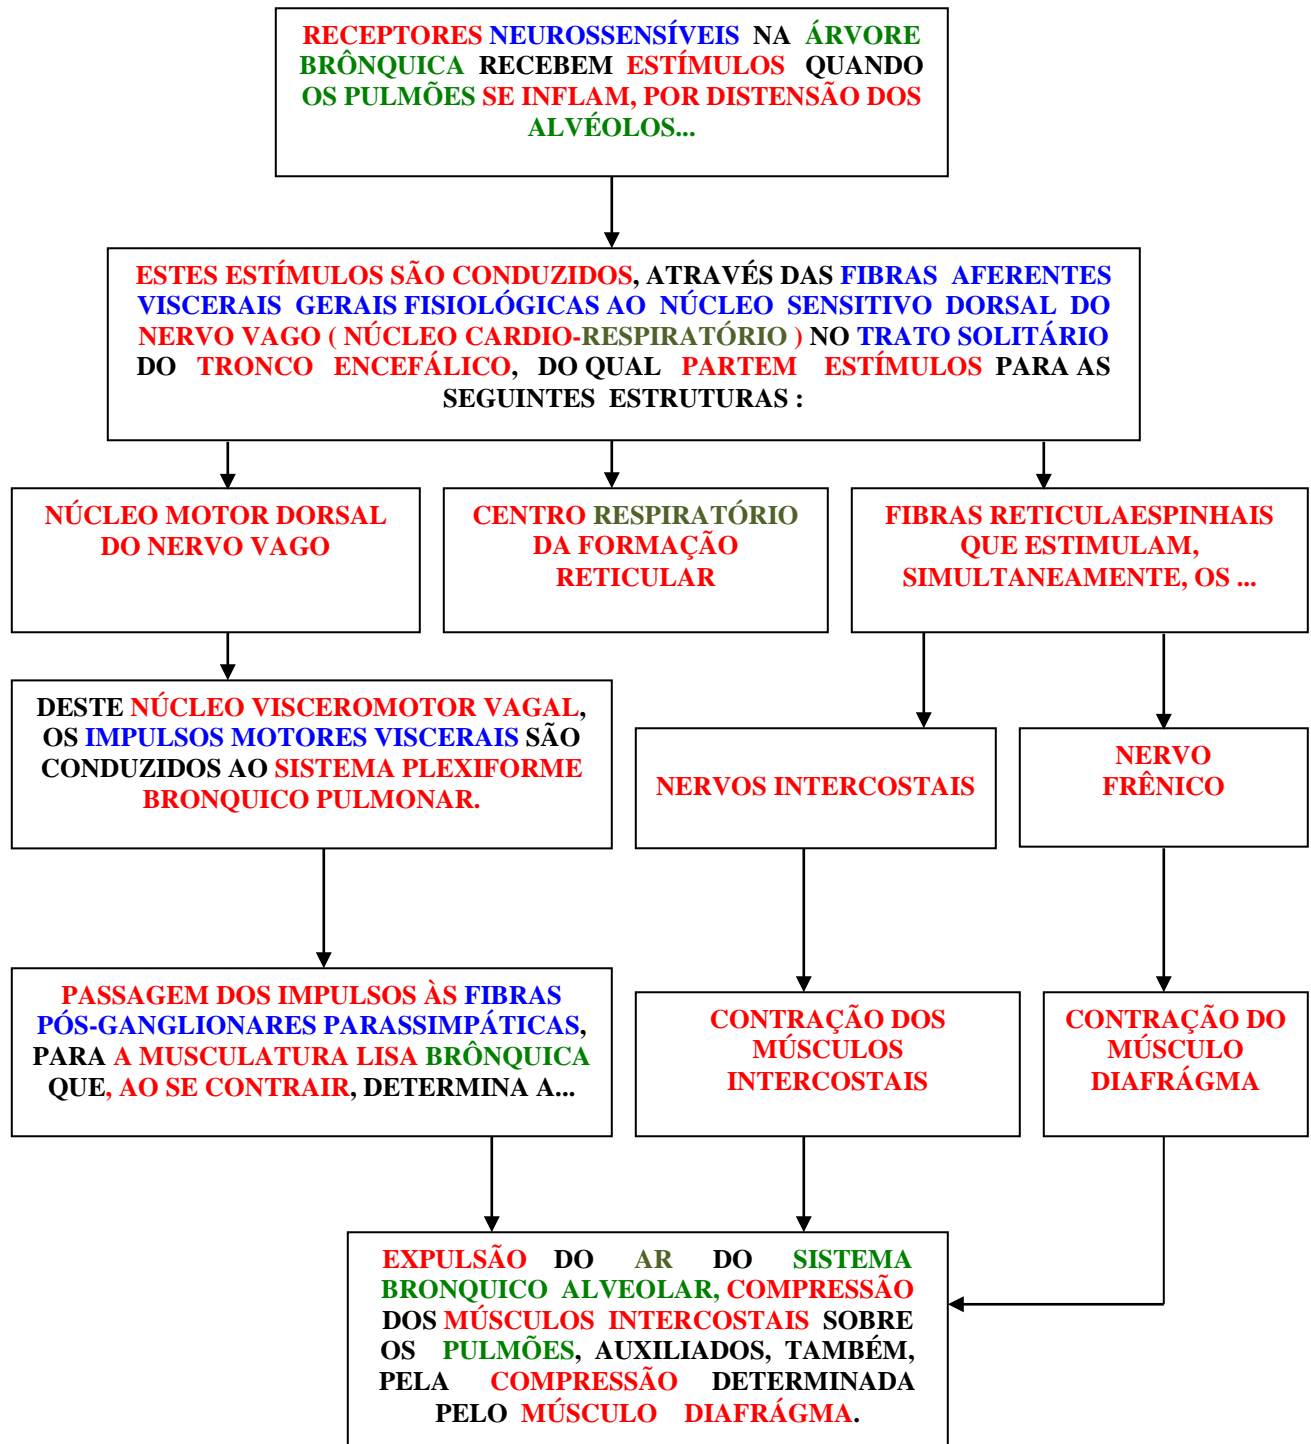 RECEPTORES NEUROSSENSÍVEIS NA ÁRVORE
BRÔNQUICA RECEBEM ESTÍMULOS QUANDO
OS PULMÕES SE INFLAM, POR DISTENSÃO DOS
ALVÉOLOS...
ESTES ESTÍMULOS SÃO CONDUZIDOS, ATRAVÉS DAS FIBRAS AFERENTES
VISCERAIS GERAIS FISIOLÓGICAS AO NÚCLEO SENSITIVO DORSAL DO
NERVO VAGO ( NÚCLEO CARDIO-RESPIRATÓRIO ) NO TRATO SOLITÁRIO
DO TRONCO ENCEFÁLICO, DO QUAL PARTEM ESTÍMULOS PARA AS
SEGUINTES ESTRUTURAS :
NÚCLEO MOTOR DORSAL
DO NERVO VAGO
CENTRO RESPIRATÓRIO
DA FORMAÇÃO
RETICULAR
FIBRAS RETICULAESPINHAIS
QUE ESTIMULAM,
SIMULTANEAMENTE, OS ...
DESTE NÚCLEO VISCEROMOTOR VAGAL,
OS IMPULSOS MOTORES VISCERAIS SÃO
CONDUZIDOS AO SISTEMA PLEXIFORME
BRONQUICO PULMONAR.
NERVOS INTERCOSTAIS
NERVO
FRÊNICO
PASSAGEM DOS IMPULSOS ÀS FIBRAS
PÓS-GANGLIONARES PARASSIMPÁTICAS,
PARA A MUSCULATURA LISA BRÔNQUICA
QUE, AO SE CONTRAIR, DETERMINA A...
CONTRAÇÃO DOS
MÚSCULOS
INTERCOSTAIS
CONTRAÇÃO DO
MÚSCULO
DIAFRÁGMA
EXPULSÃO DO AR DO SISTEMA
BRONQUICO ALVEOLAR, COMPRESSÃO
DOS MÚSCULOS INTERCOSTAIS SOBRE
OS PULMÕES, AUXILIADOS, TAMBÉM,
PELA COMPRESSÃO DETERMINADA
PELO MÚSCULO DIAFRÁGMA.